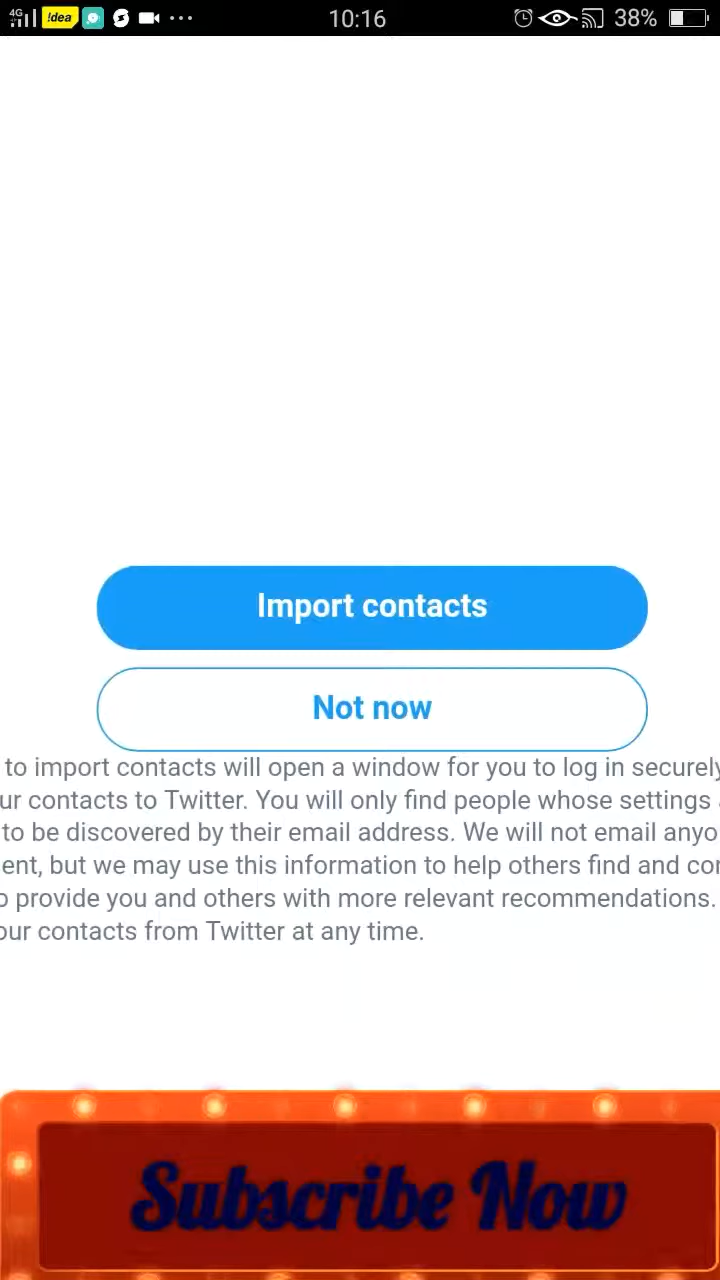 4G !dea 10:16 38%
Import contacts
Not now
to import contacts will open a window for you to log in securely
ur contacts to Twitter. You will only find people whose settings
to be discovered by their email address. We will not email anyo
ent, but we may use this information to help others find and con
o provide you and others with more relevant recommendations.
our contacts from Twitter at any time.
Subscribe Now